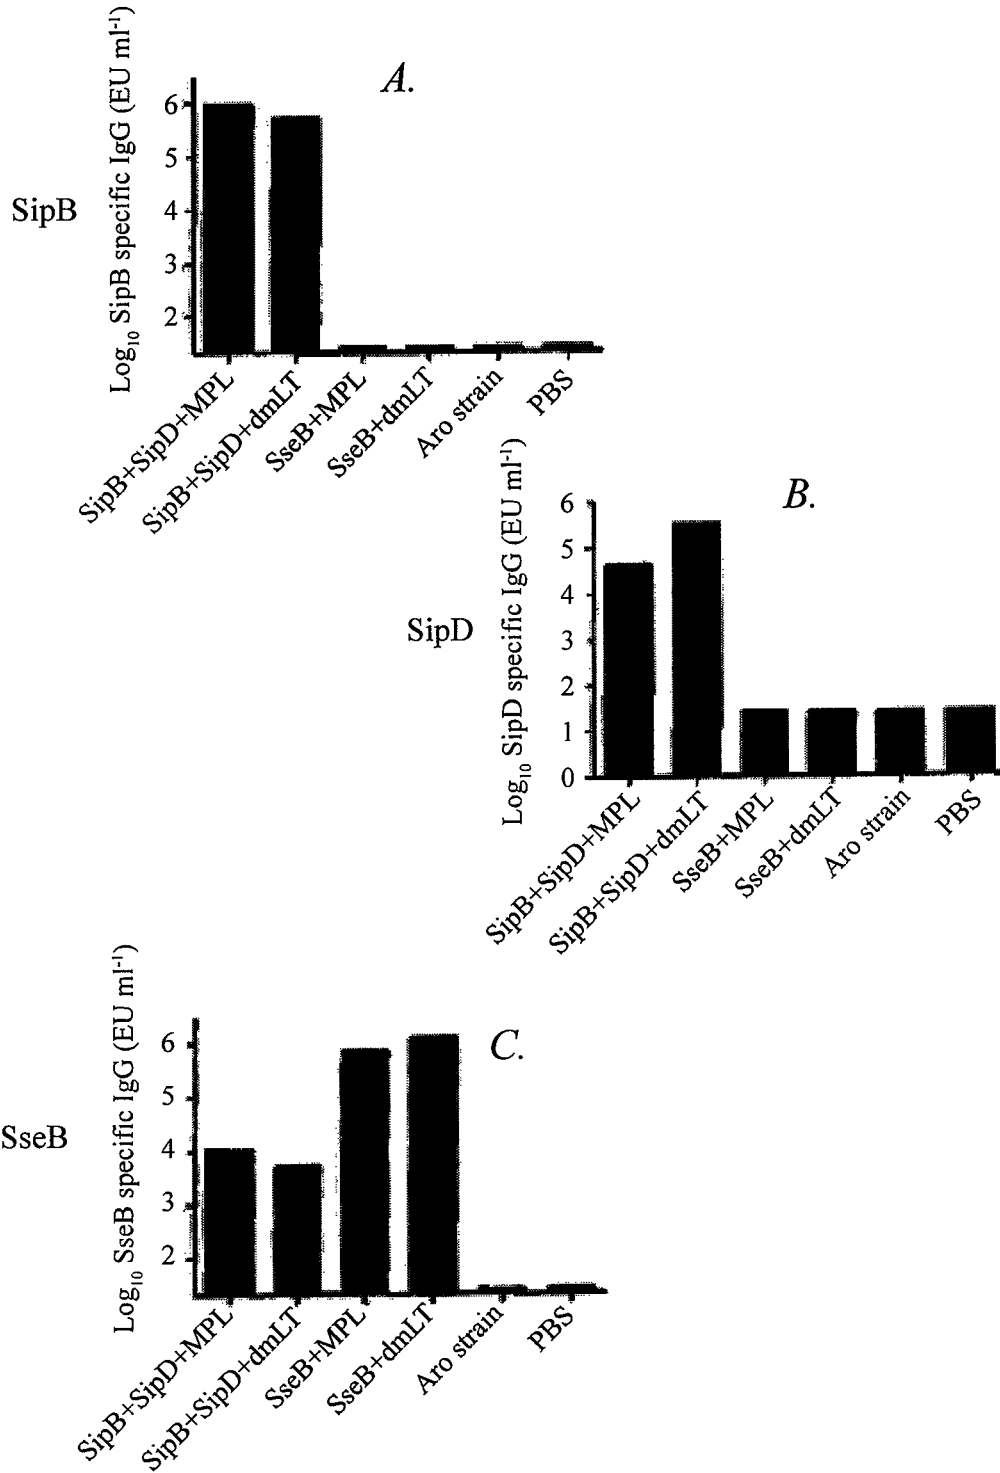 A.
SipB
Log10 SipB specific IgG (EU ml-1)
6
5
4
3
2
SipB+SipD+MPL
SipB+SipD+dmLT
SseB+MPL
SseB+dmLT
Aro strain
PBS
B.
SipD
Log10 SipD specific IgG (EU ml-1)
6
5
4
3
2
1
0
SipB+SipD+MPL
SipB+SipD+dmLT
SseB+MPL
SseB+dmLT
Aro strain
PBS
C.
SseB
Log10 SseB specific IgG (EU ml-1)
6
5
4
3
2
SipB+SipD+MPL
SipB+SipD+dmLT
SseB+MPL
SseB+dmLT
Aro strain
PBS